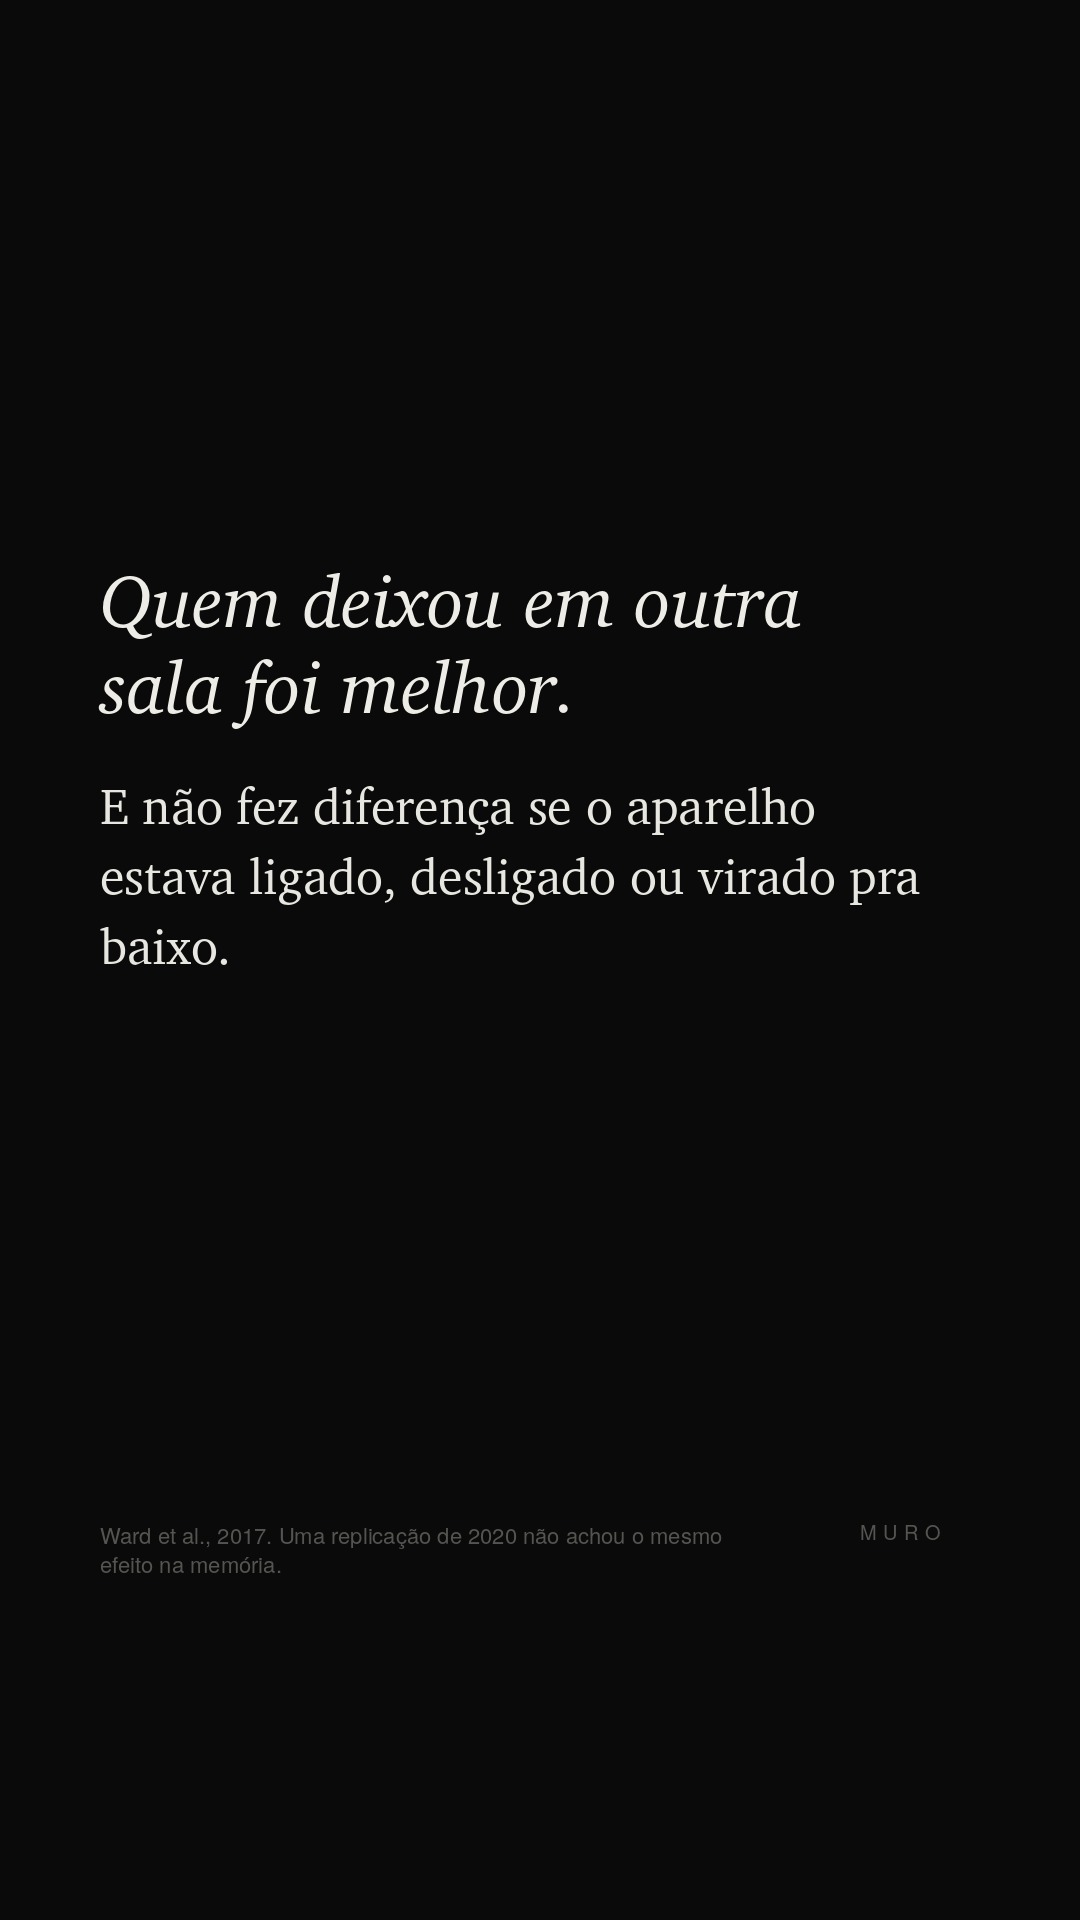 Quem deixou em outra
sala foi melhor.
E não fez diferença se o aparelho
estava ligado, desligado ou virado pra
baixo.
Ward et al., 2017. Uma replicação de 2020 não achou o mesmo
efeito na memória.
MURO